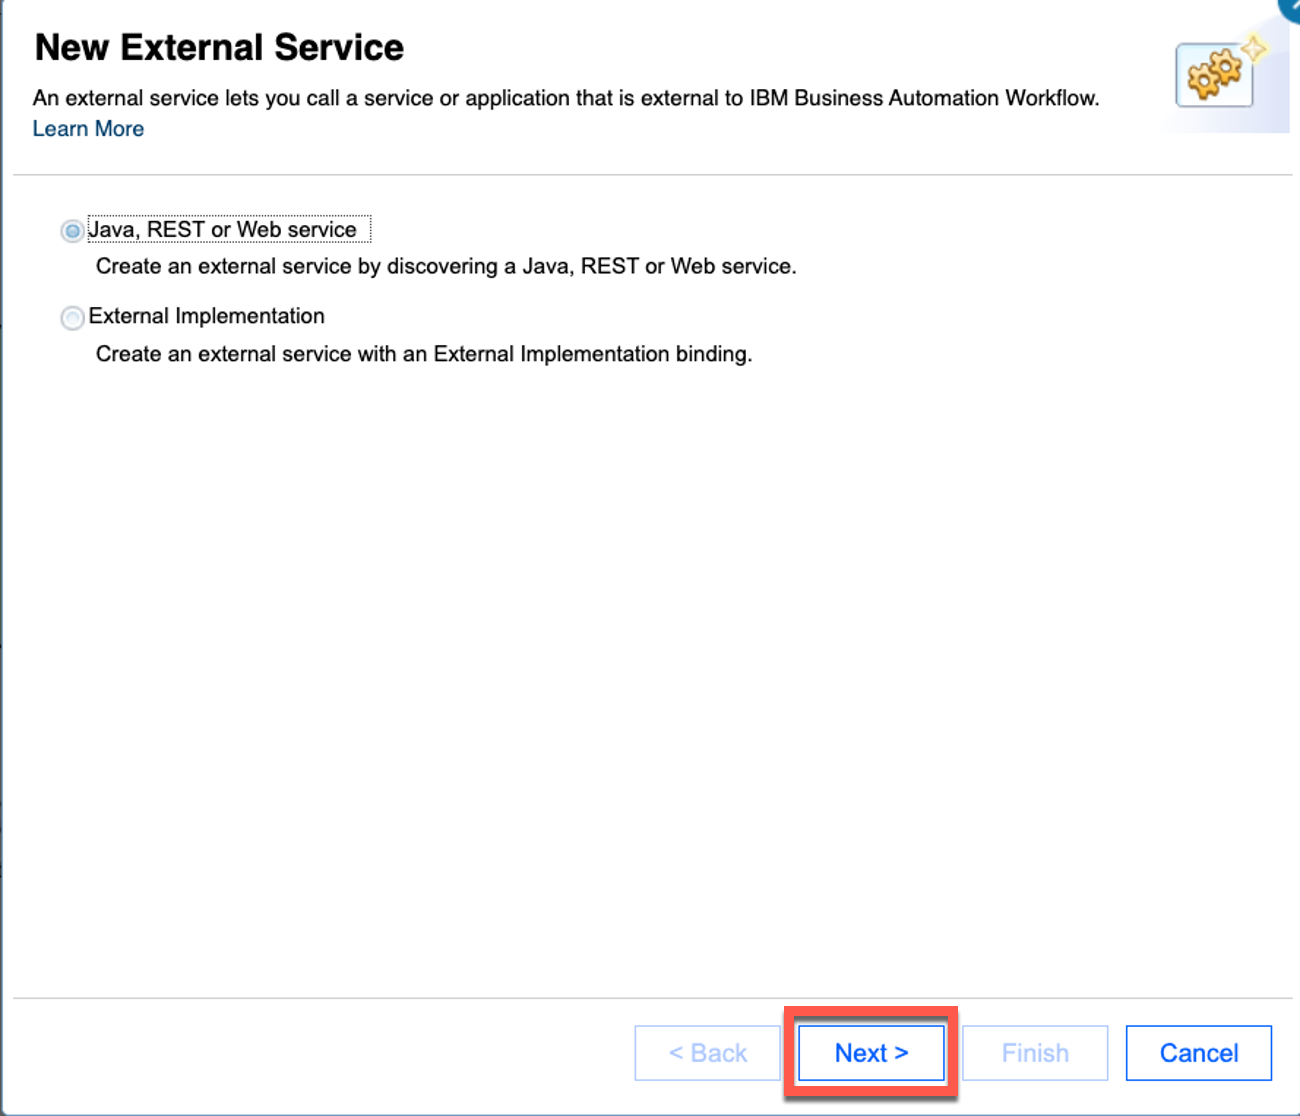 New External Service
An external service lets you call a service or application that is external to IBM Business Automation Workflow.
Learn More
Java, REST or Web service
Create an external service by discovering a Java, REST or Web service.
External Implementation
Create an external service with an External Implementation binding.
< Back Next > Finish Cancel